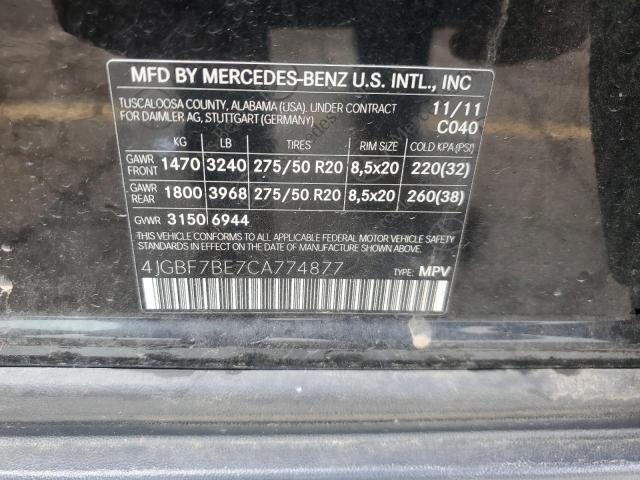 MFD BY MERCEDES-BENZ U.S. INTL., INC
TUSCALOOSA COUNTY, ALABAMA (USA). UNDER CONTRACT 11/11
FOR DAIMLER AG, STUTTGART (GERMANY) C040
KG LB TIRES RIM SIZE COLD KPA (PSI)
GAWR FRONT 1470 3240 275/50 R20 8,5x20 220(32)
GAWR REAR 1800 3968 275/50 R20 8,5x20 260(38)
GVWR 3150 6944
THIS VEHICLE CONFORMS TO ALL APPLICABLE FEDERAL MOTOR VEHICLE
SAFETY STANDARDS IN EFFECT ON THE DATE OF MANUFACTURE SHOWN ABOVE.
4JGBF7BE7CA774877 TYPE: MPV